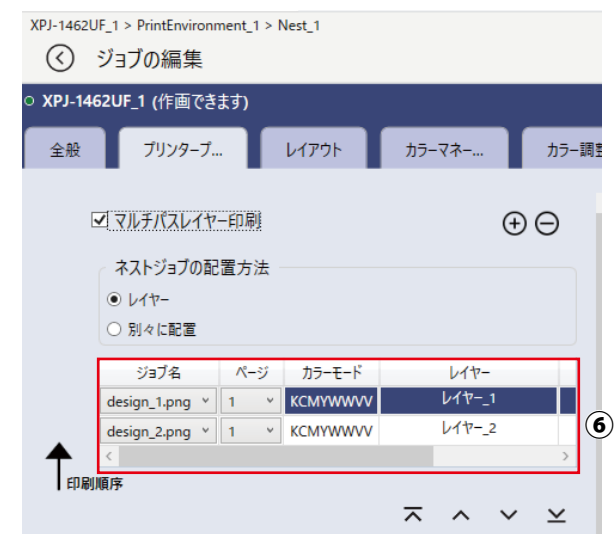 XPJ-1462UF_1 > PrintEnvironment_1 > Nest_1
ジョブの編集
XPJ-1462UF_1 (作画できます)
全般 プリンタープ... レイアウト カラーマネー... カラー調整
マルチパスレイヤー印刷
ネストジョブの配置方法
レイヤー
別々に配置
ジョブ名 ページ カラーモード レイヤー
design_1.png 1 KCMYWWVV レイヤー_1
design_2.png 1 KCMYWWVV レイヤー_2
⑥
印刷順序